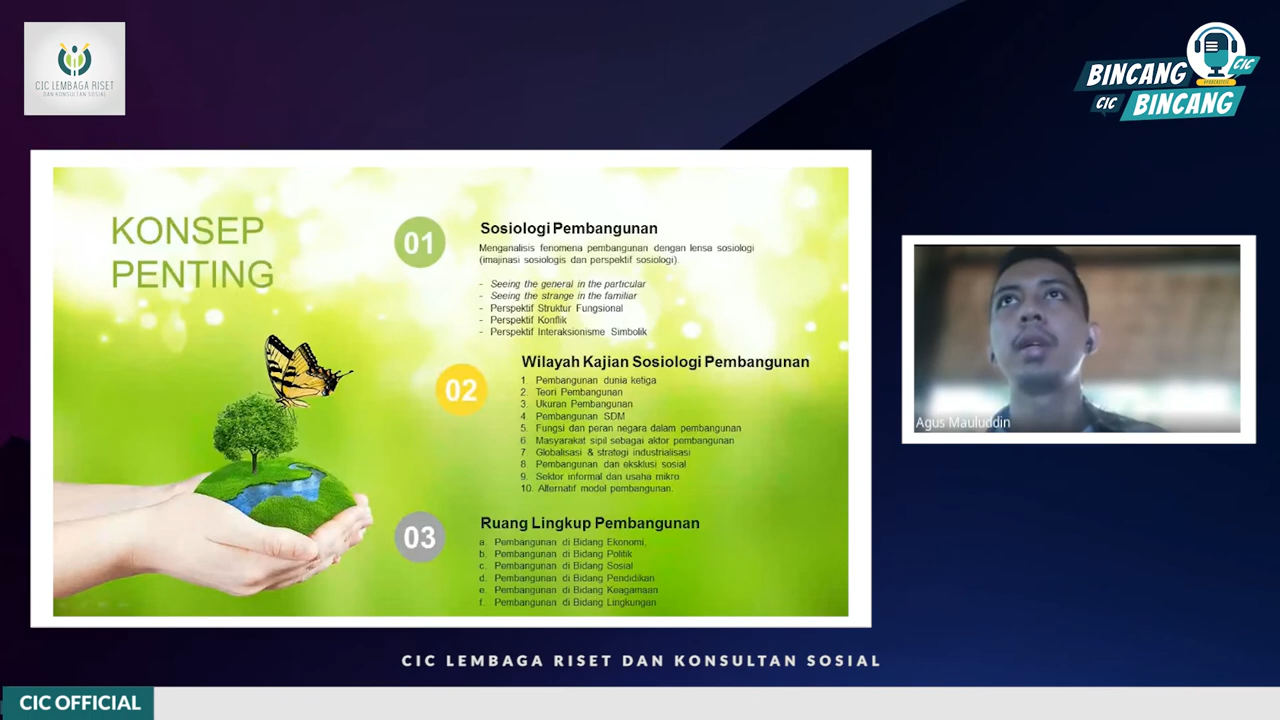 CIC LEMBAGA RISET
DAN KONSULTAN SOSIAL
BINCANG
CIC
CIC
BINCANG
KONSEP
PENTING
01
Sosiologi Pembangunan
Menganalisis fenomena pembangunan dengan lensa sosiologi
(imajinasi sosiologis dan perspektif sosiologi).
- Seeing the general in the particular
- Seeing the strange in the familiar
- Perspektif Struktur Fungsional
- Perspektif Konflik
- Perspektif Interaksionisme Simbolik
02
Wilayah Kajian Sosiologi Pembangunan
1. Pembangunan dunia ketiga
2. Teori Pembangunan
3. Ukuran Pembangunan
4. Pembangunan SDM
5. Fungsi dan peran negara dalam pembangunan
6. Masyarakat sipil sebagai aktor pembangunan
7. Globalisasi & strategi industrialisasi
8. Pembangunan dan eksklusi sosial
9. Sektor informal dan usaha mikro
10. Alternatif model pembangunan.
03
Ruang Lingkup Pembangunan
a. Pembangunan di Bidang Ekonomi,
b. Pembangunan di Bidang Politik
c. Pembangunan di Bidang Sosial
d. Pembangunan di Bidang Pendidikan
e. Pembangunan di Bidang Keagamaan
f. Pembangunan di Bidang Lingkungan
Agus Mauluddin
CIC LEMBAGA RISET DAN KONSULTAN SOSIAL
CIC OFFICIAL